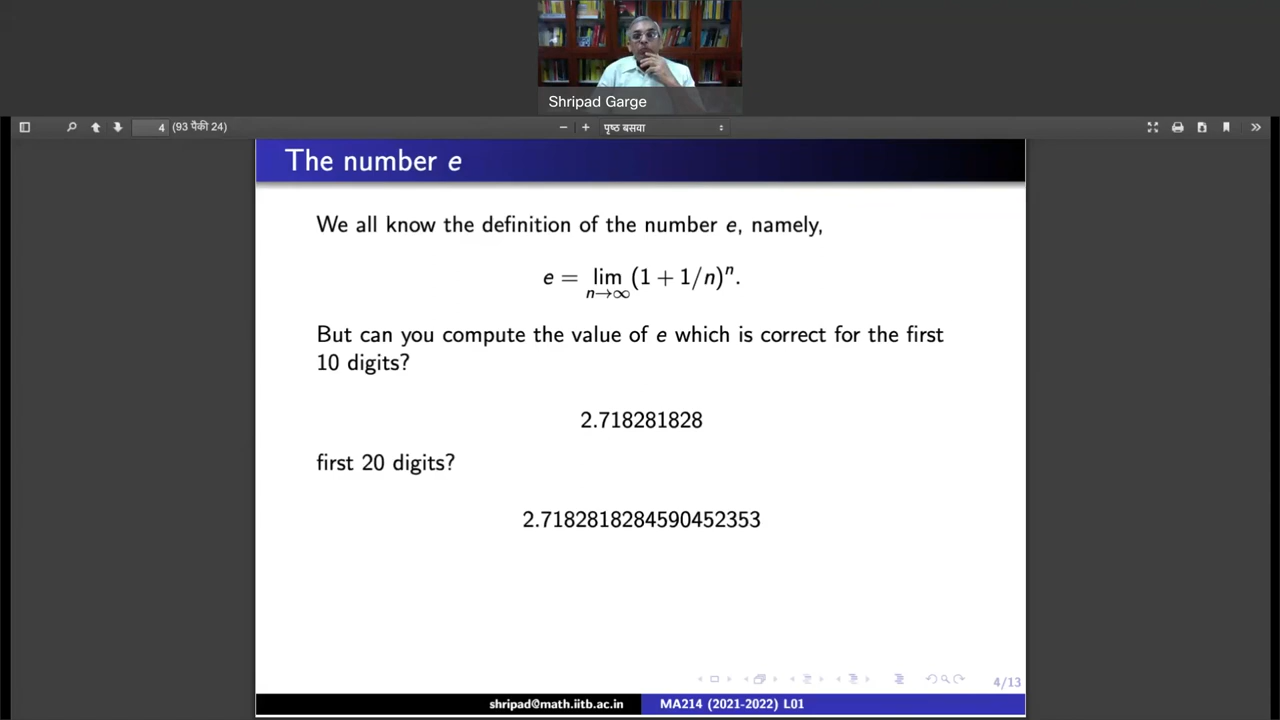 Shripad Garge
4 (93 पैकी 24)
पृष्ठ बसवा
The number e
We all know the definition of the number e, namely,
e = lim (1 + 1/n)ⁿ.
n→∞
But can you compute the value of e which is correct for the first
10 digits?
2.718281828
first 20 digits?
2.7182818284590452353
4/13
shripad@math.iitb.ac.in MA214 (2021-2022) L01